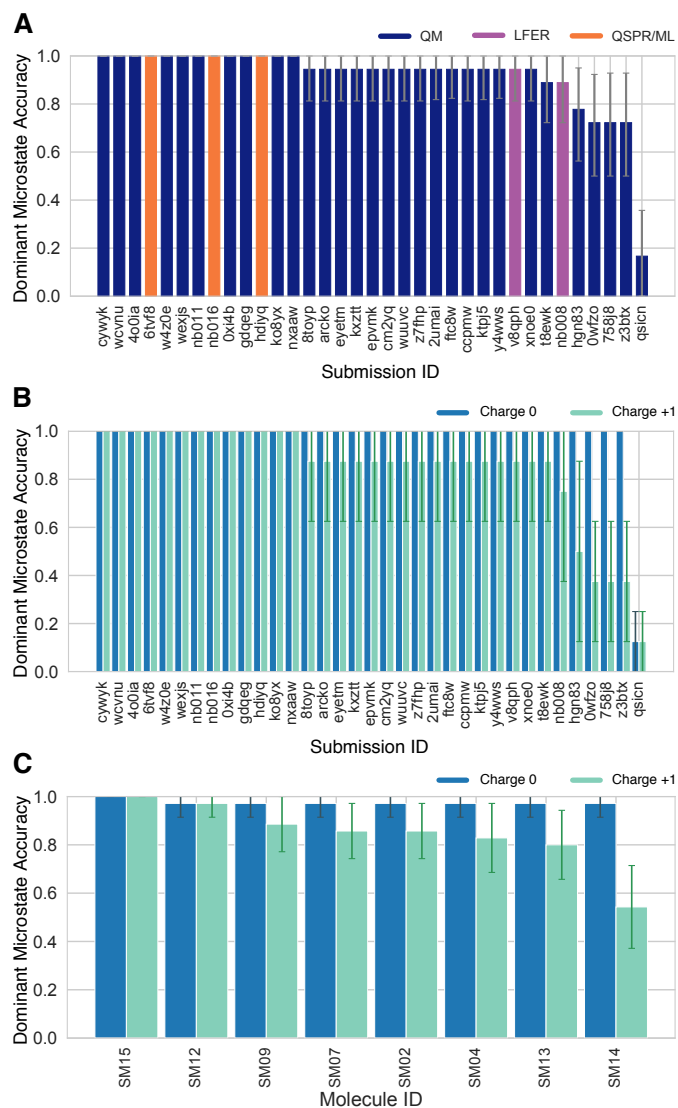 A
QM LFER QSPR/ML
Dominant Microstate Accuracy
1.0
0.8
0.6
0.4
0.2
0.0
cywyk wcvnu 4o0ia 6tvf8 w4z0e wexjs nb011 nb016 0xi4b gdqeg hdiyq ko8yx nxaaw 8toyp arcko eyetm kxztt epvmk cm2yq wuuvc z7fhp 2umai ftc8w ccpmw ktpj5 y4wws v8qph xnoe0 t8ewk nb008 hgn83 0wfzo 758j8 z3btx qsicn
Submission ID
B
Charge 0 Charge +1
Dominant Microstate Accuracy
1.0
0.8
0.6
0.4
0.2
0.0
cywyk wcvnu 4o0ia 6tvf8 w4z0e wexjs nb011 nb016 0xi4b gdqeg hdiyq ko8yx nxaaw 8toyp arcko eyetm kxztt epvmk cm2yq wuuvc z7fhp 2umai ftc8w ccpmw ktpj5 y4wws v8qph xnoe0 t8ewk nb008 hgn83 0wfzo 758j8 z3btx qsicn
Submission ID
C
Charge 0 Charge +1
Dominant Microstate Accuracy
1.0
0.8
0.6
0.4
0.2
0.0
SM15 SM12 SM09 SM07 SM02 SM04 SM13 SM14
Molecule ID